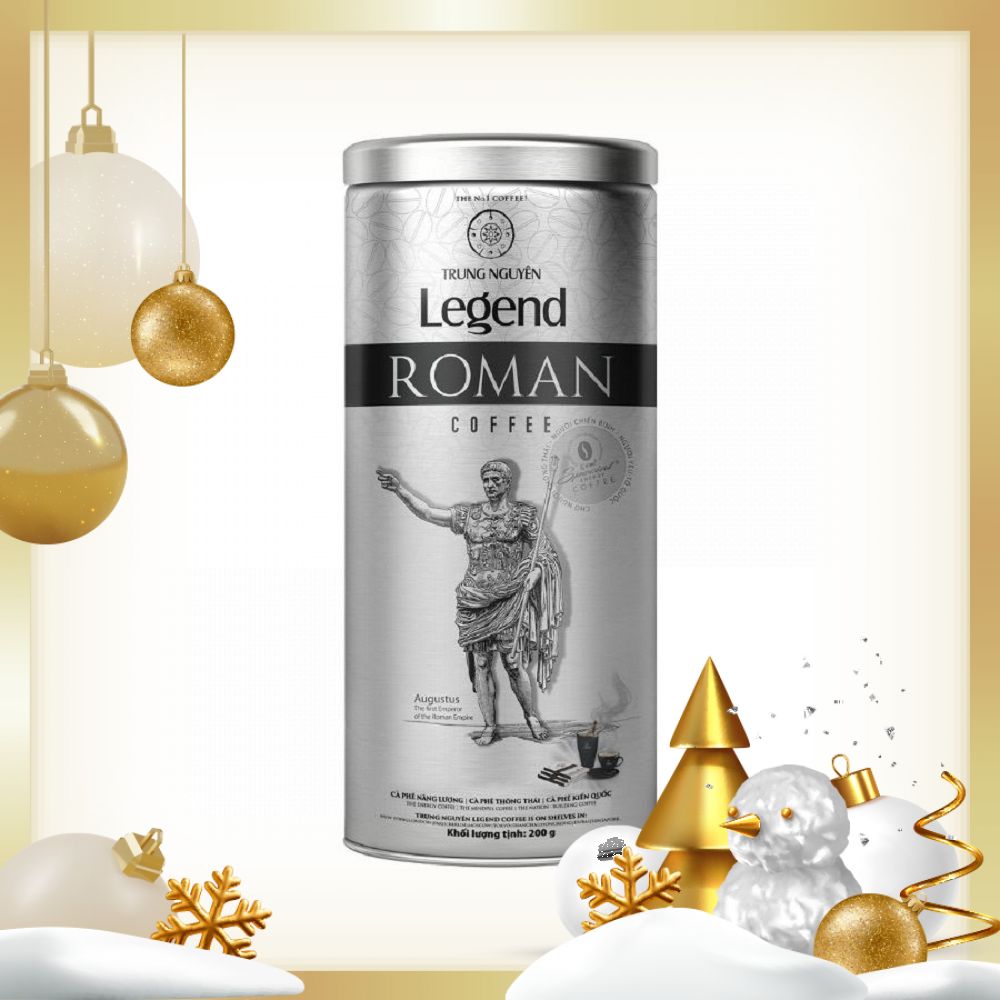 THE No.1 COFFEE!
TRUNG NGUYÊN
Legend
ROMAN
COFFEE
COFFEE
Augustus
The first Emperor
of the Roman Empire
CÀ PHÊ NĂNG LƯỢNG | CÀ PHÊ THÔNG THÁI | CÀ PHÊ KIẾN QUỐC
THE ENERGY COFFEE | THE MINDFUL COFFEE | THE NATION - BUILDING COFFEE
TRUNG NGUYÊN LEGEND COFFEE IS ON SHELVES IN:
Khối lượng tịnh: 200 g